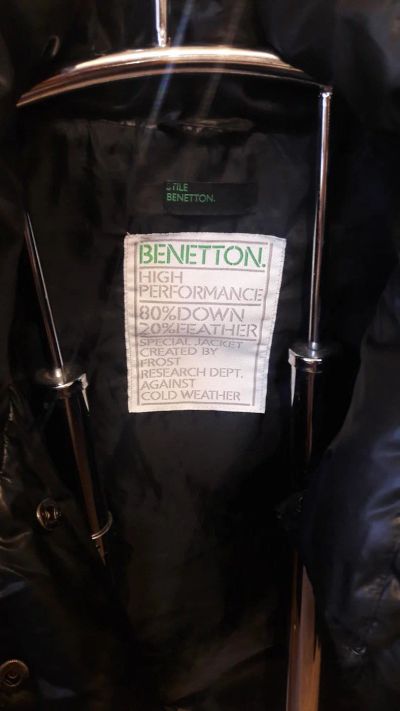 STILE
BENETTON.
BENETTON.
HIGH
PERFORMANCE
80%DOWN
20%FEATHER
SPECIAL JACKET
CREATED BY
FROST
RESEARCH DEPT.
AGAINST
COLD WEATHER